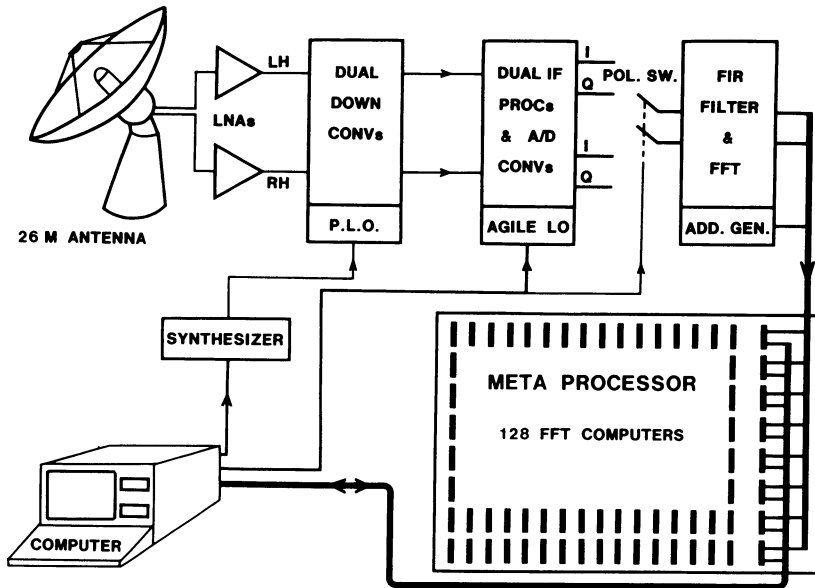 LH
LNAs
RH
26 M ANTENNA
DUAL
DOWN
CONVs
P.L.O.
DUAL IF
PROCs
& A/D
CONVs
AGILE LO
I
Q
I
Q
POL. SW.
FIR
FILTER
&
FFT
ADD. GEN.
SYNTHESIZER
META PROCESSOR
128 FFT COMPUTERS
COMPUTER